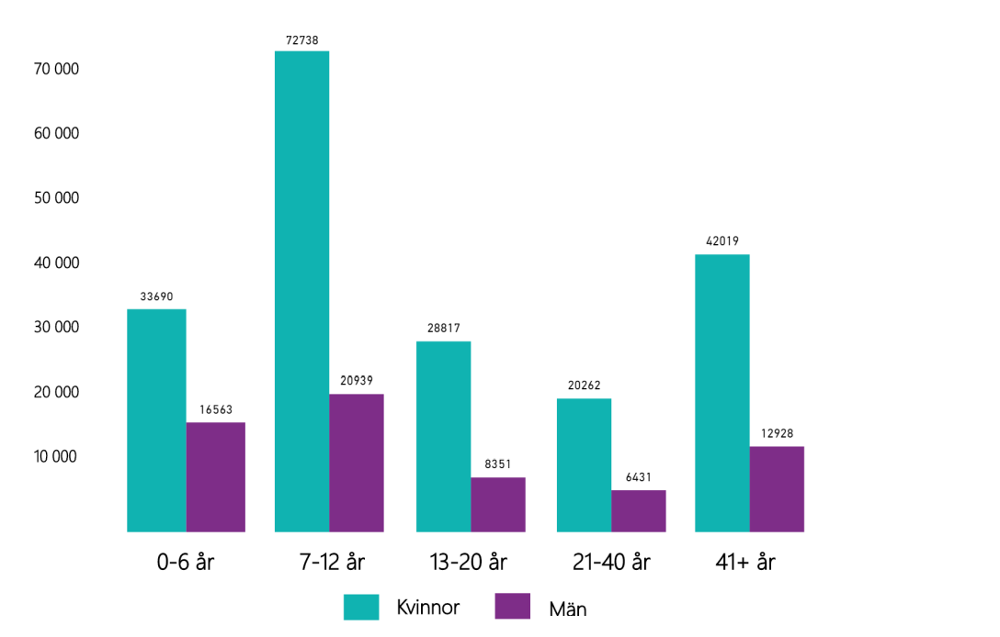 72738
70 000
60 000
50 000
42019
40 000
33690
30 000
28817
20 000
20939
20262
16563
12928
10 000
8351
6431
0-6 år
7-12 år
13-20 år
21-40 år
41+ år
Kvinnor
Män